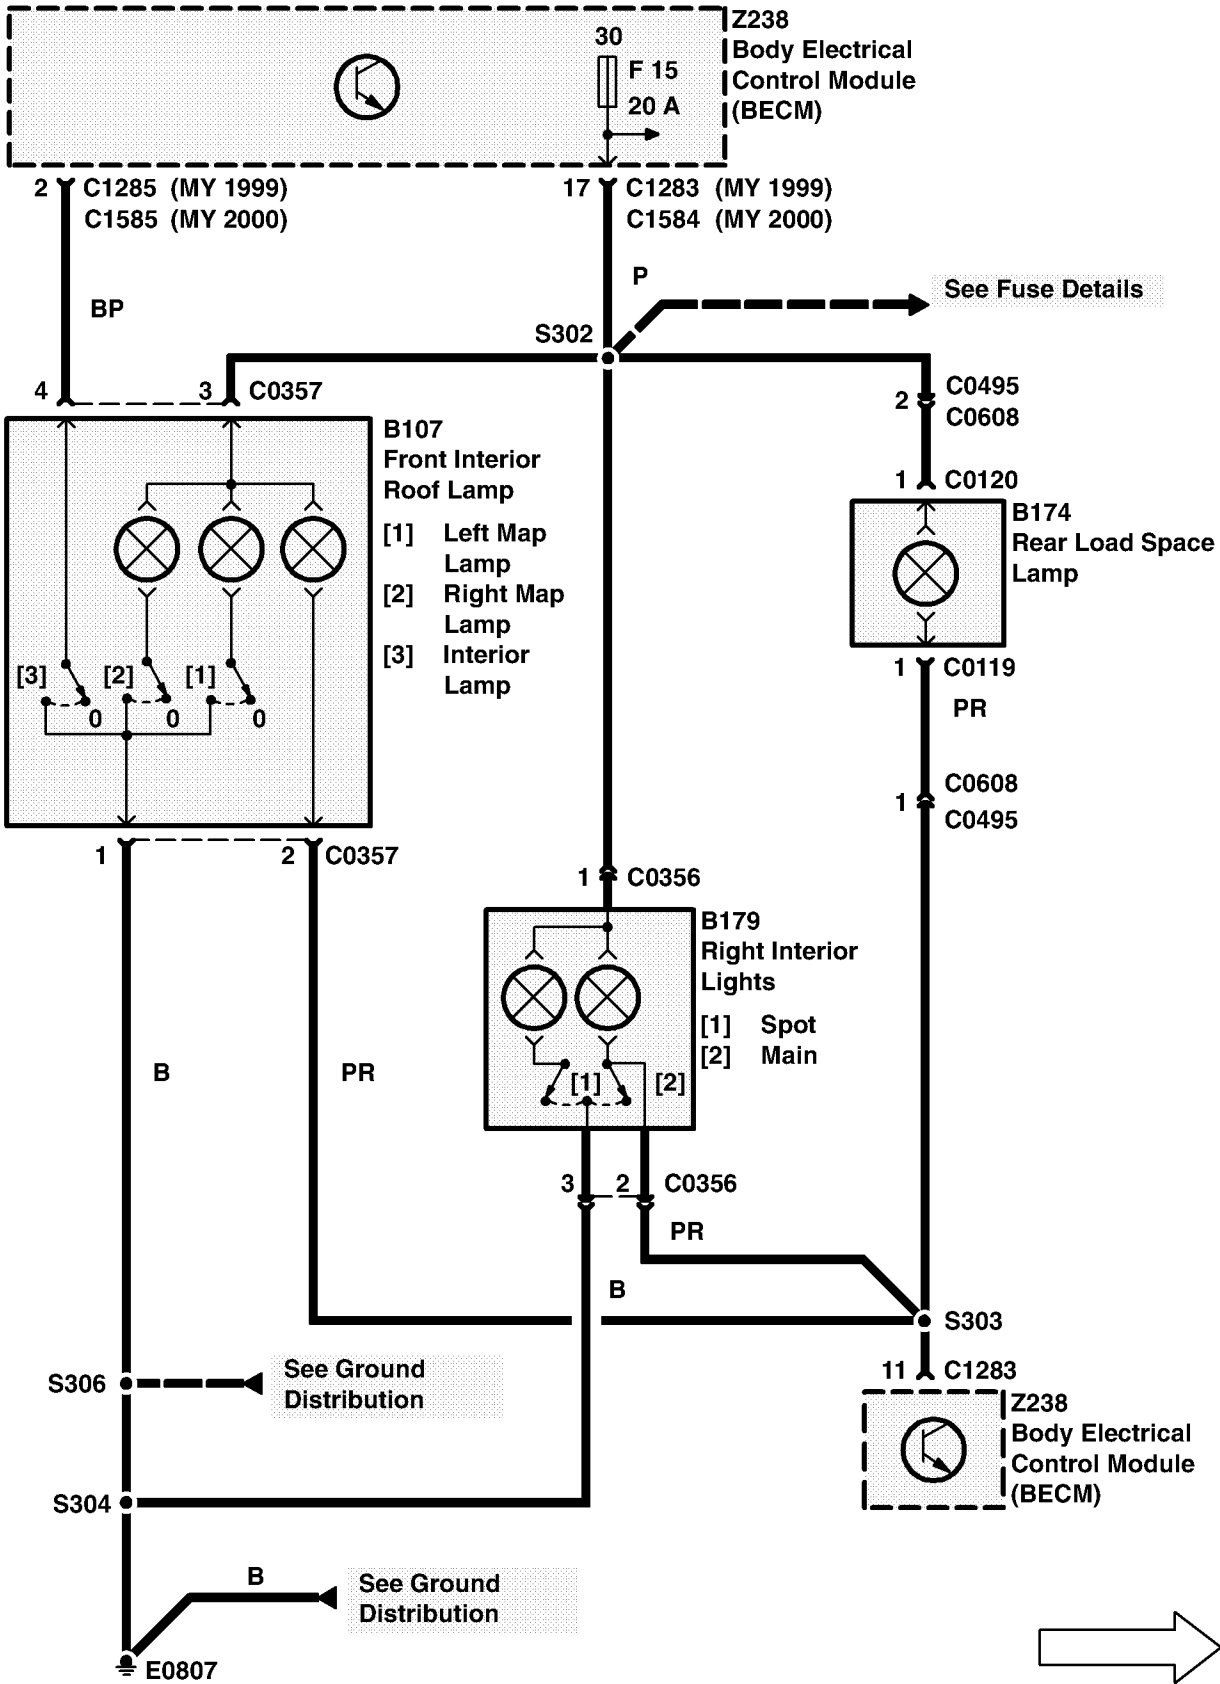 30
F 15
20 A
Z238
Body Electrical
Control Module
(BECM)
2 C1285 (MY 1999)
C1585 (MY 2000)
17 C1283 (MY 1999)
C1584 (MY 2000)
BP
P
See Fuse Details
S302
4
3 C0357
2 C0495
C0608
1 C0120
B107
Front Interior
Roof Lamp
[1] Left Map
Lamp
[2] Right Map
Lamp
[3] Interior
Lamp
[3] [2] [1]
0 0 0
B174
Rear Load Space
Lamp
1 C0119
PR
1 C0608
C0495
1
2 C0357
1 C0356
B179
Right Interior
Lights
[1] Spot
[2] Main
[1] [2]
B
PR
3 2 C0356
PR
B
S303
11 C1283
Z238
Body Electrical
Control Module
(BECM)
S306
See Ground
Distribution
S304
B
See Ground
Distribution
E0807